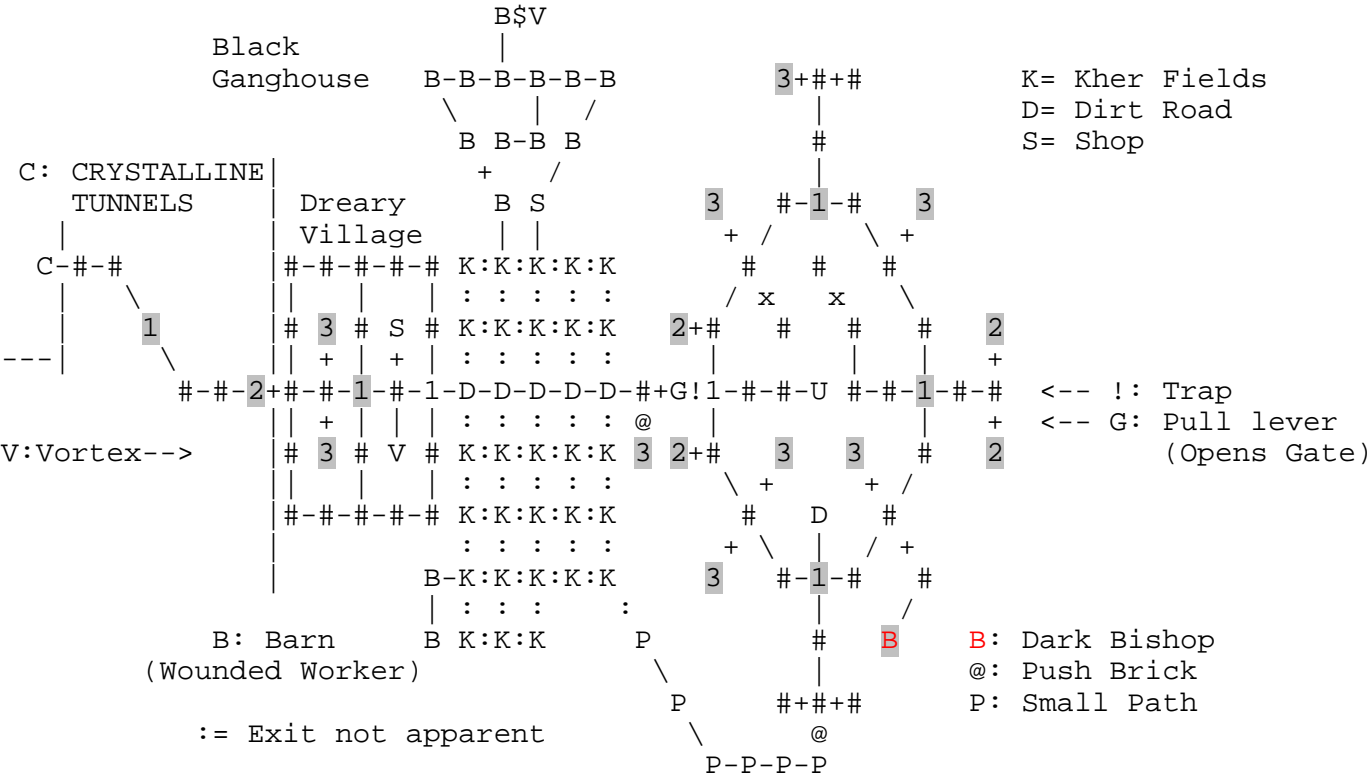 B$V
            Black           |
            Ganghouse   B-B-B-B-B-B         3+#+#         K= Kher Fields
                         \    |  /            |           D= Dirt Road
                          B B-B B             #           S= Shop
 C: CRYSTALLINE|           +   /              |
    TUNNELS    | Dreary     B S         3   #-1-#   3
   |           | Village    | |          + /     \ +
  C-#-#        |#-#-#-#-# K:K:K:K:K       #   #   #
   |   \       ||   |   | : : : : :      / x   x   \
   |    1      |# 3 # S # K:K:K:K:K   2+#   #   #   #   2
---|     \     || + | + | : : : : :     |       |   |   +
          #-#-2+#-#-1-#-1-D-D-D-D-D-#+G!1-#-#-U #-#-1-#-#  <-- !: Trap
               || + | | | : : : : : @   |           |   +  <-- G: Pull lever
V:Vortex-->    |# 3 # V # K:K:K:K:K 3 2+#   3   3   #   2         (Opens Gate)
               ||   |   | : : : : :      \ +     + /
               |#-#-#-#-# K:K:K:K:K       #   D   #
               |          : : : : :      + \  |  / +
               |        B-K:K:K:K:K     3   #-1-#   #
                        | : : :    :          |    /
            B: Barn     B K:K:K     P         #   B    B: Dark Bishop
        (Wounded Worker)             \        |        @: Push Brick
                                      P     #+#+#      P: Small Path
           := Exit not apparent        \      @
                                        P-P-P-P